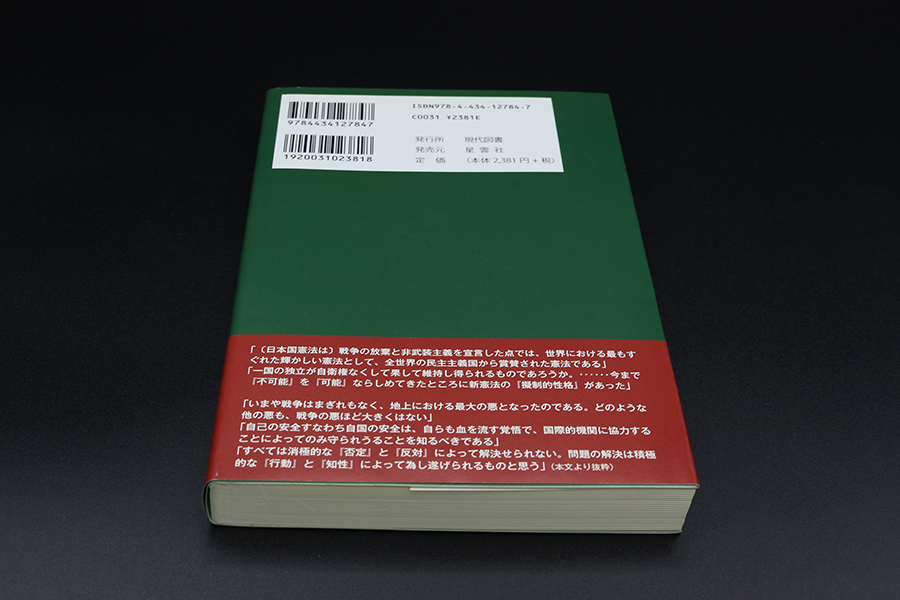 9784434127847
1920031023818
ISBN978-4-434-12784-7
C0031 ¥2381E
発行所 現代図書
発売元 星雲社
定 価 (本体2,381円+税)
「〔日本国憲法は〕戦争の放棄と非武装主義を宣言した点では、世界における最もす
ぐれた輝かしい憲法として、全世界の民主主義国から賞賛された憲法である」
「一国の独立が自衛権なくして果して維持し得られるものであろうか。……今まで
『不可能』を『可能』ならしめてきたところに新憲法の『擬制的性格』があった」
「いまや戦争はまぎれもなく、地上における最大の悪となったのである。どのような
他の悪も、戦争の悪ほど大きくはない」
「自己の安全すなわち自国の安全は、自らも血を流す覚悟で、国際的機関に協力する
ことによってのみ守られうることを知るべきである」
「すべては消極的な『否定』と『反対』によって解決せられない。問題の解決は積極
的な『行動』と『知性』によって為し遂げられるものと思う」(本文より抜粋)